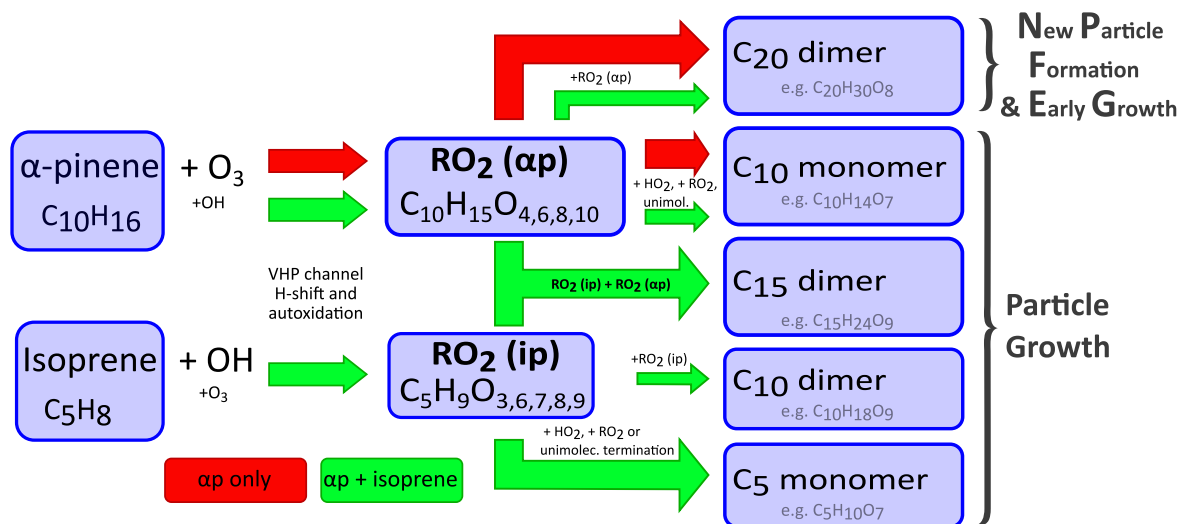 α-pinene
C10H16
+ O3
+OH
VHP channel
H-shift and
autoxidation
Isoprene
C5H8
+ OH
+O3
αp only
αp + isoprene
RO2 (αp)
C10H15O4,6,8,10
RO2 (ip)
C5H9O3,6,7,8,9
+RO2 (αp)
+ HO2, + RO2,
unimol.
RO2 (ip) + RO2 (αp)
+RO2 (ip)
+ HO2, + RO2 or
unimolec. termination
C20 dimer
e.g. C20H30O8
C10 monomer
e.g. C10H14O7
C15 dimer
e.g. C15H24O9
C10 dimer
e.g. C10H18O9
C5 monomer
e.g. C5H10O7
New Particle
Formation
& Early Growth
Particle
Growth